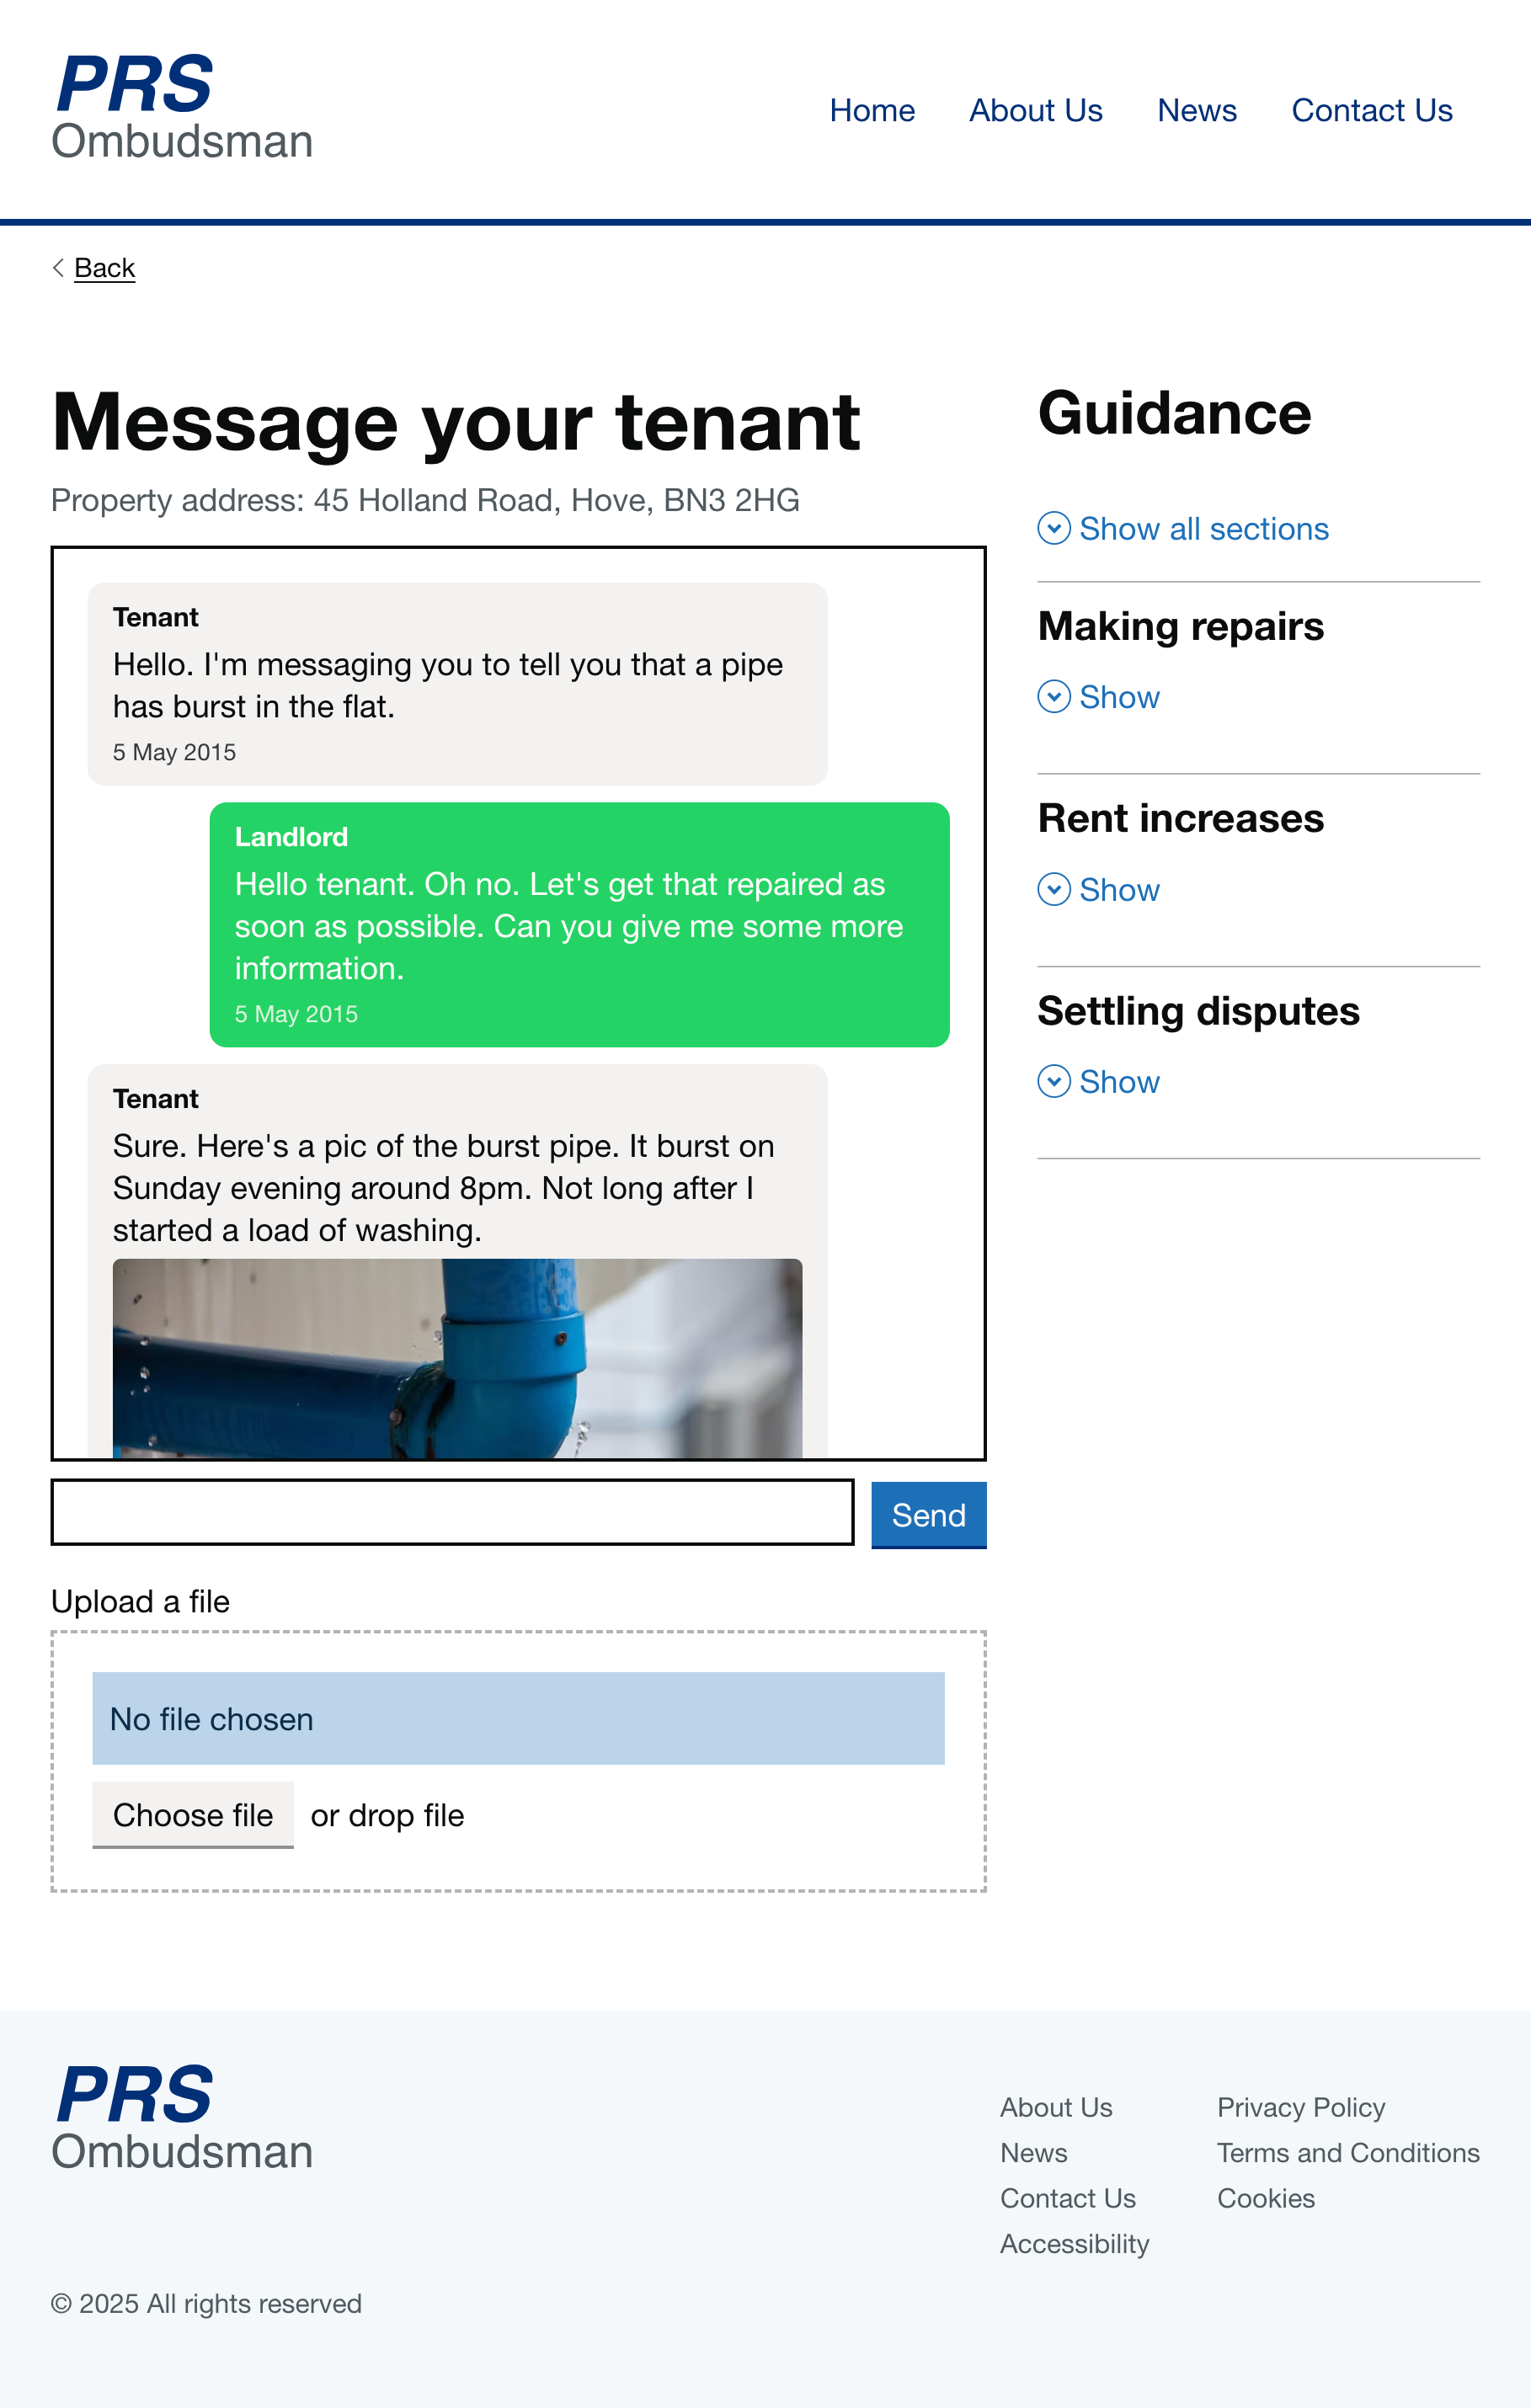 PRS
Ombudsman
Home
About Us
News
Contact Us
Back
Message your tenant
Property address: 45 Holland Road, Hove, BN3 2HG
Tenant
Hello. I'm messaging you to tell you that a pipe
has burst in the flat.
5 May 2015
Landlord
Hello tenant. Oh no. Let's get that repaired as
soon as possible. Can you give me some more
information.
5 May 2015
Tenant
Sure. Here's a pic of the burst pipe. It burst on
Sunday evening around 8pm. Not long after I
started a load of washing.
Send
Upload a file
No file chosen
Choose file
or drop file
Guidance
Show all sections
Making repairs
Show
Rent increases
Show
Settling disputes
Show
PRS
Ombudsman
About Us
News
Contact Us
Accessibility
Privacy Policy
Terms and Conditions
Cookies
© 2025 All rights reserved